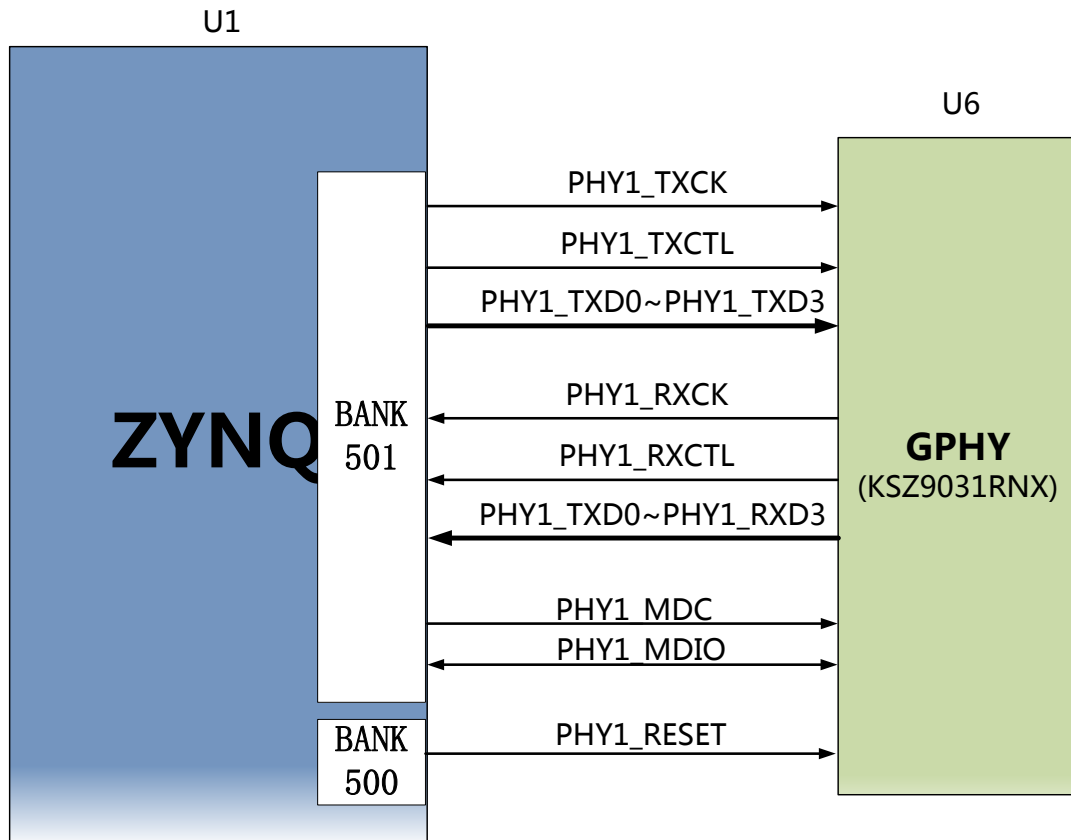 U1
U6
PHY1_TXCK
PHY1_TXCTL
PHY1_TXD0~PHY1_TXD3
PHY1_RXCK
PHY1_RXCTL
PHY1_TXD0~PHY1_RXD3
PHY1_MDC
PHY1_MDIO
PHY1_RESET
ZYNQ
BANK
501
BANK
500
GPHY
(KSZ9031RNX)